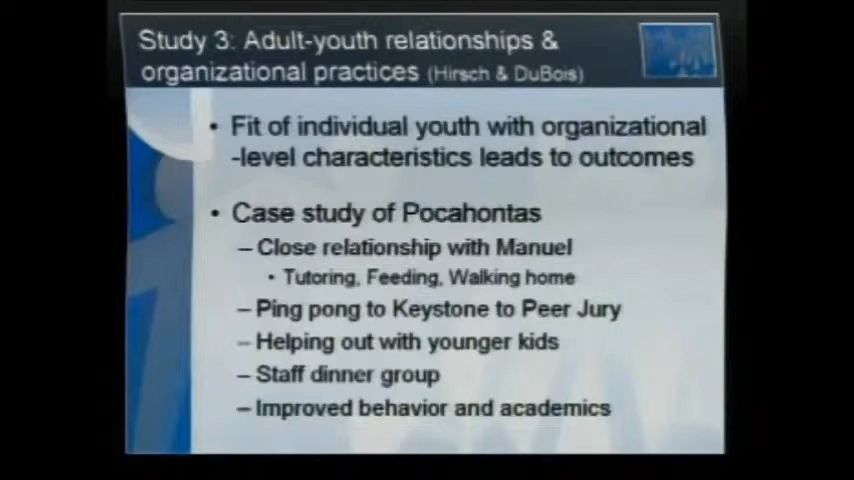 Study 3: Adult-youth relationships &
organizational practices (Hirsch & DuBois)
• Fit of individual youth with organizational
-level characteristics leads to outcomes
• Case study of Pocahontas
– Close relationship with Manuel
• Tutoring, Feeding, Walking home
– Ping pong to Keystone to Peer Jury
– Helping out with younger kids
– Staff dinner group
– Improved behavior and academics